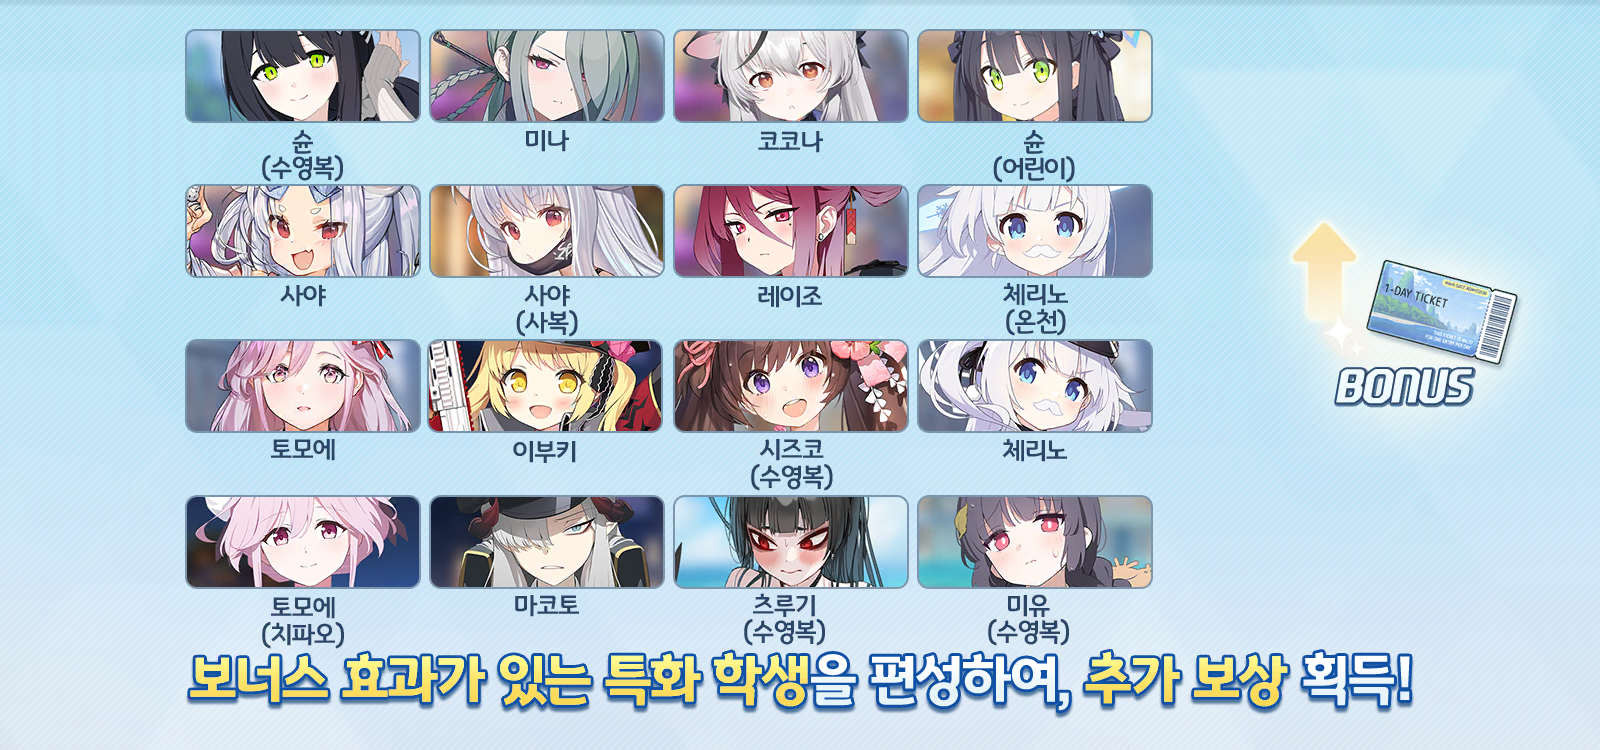 슌
(수영복)
미나
코코나
슌
(어린이)
사야
사야
(사복)
레이조
체리노
(온천)
토모에
이부키
시즈코
(수영복)
체리노
토모에
(치파오)
마코토
츠루기
(수영복)
미유
(수영복)
1-DAY TICKET
BONUS
보너스 효과가 있는 특화 학생을 편성하여, 추가 보상 획득!